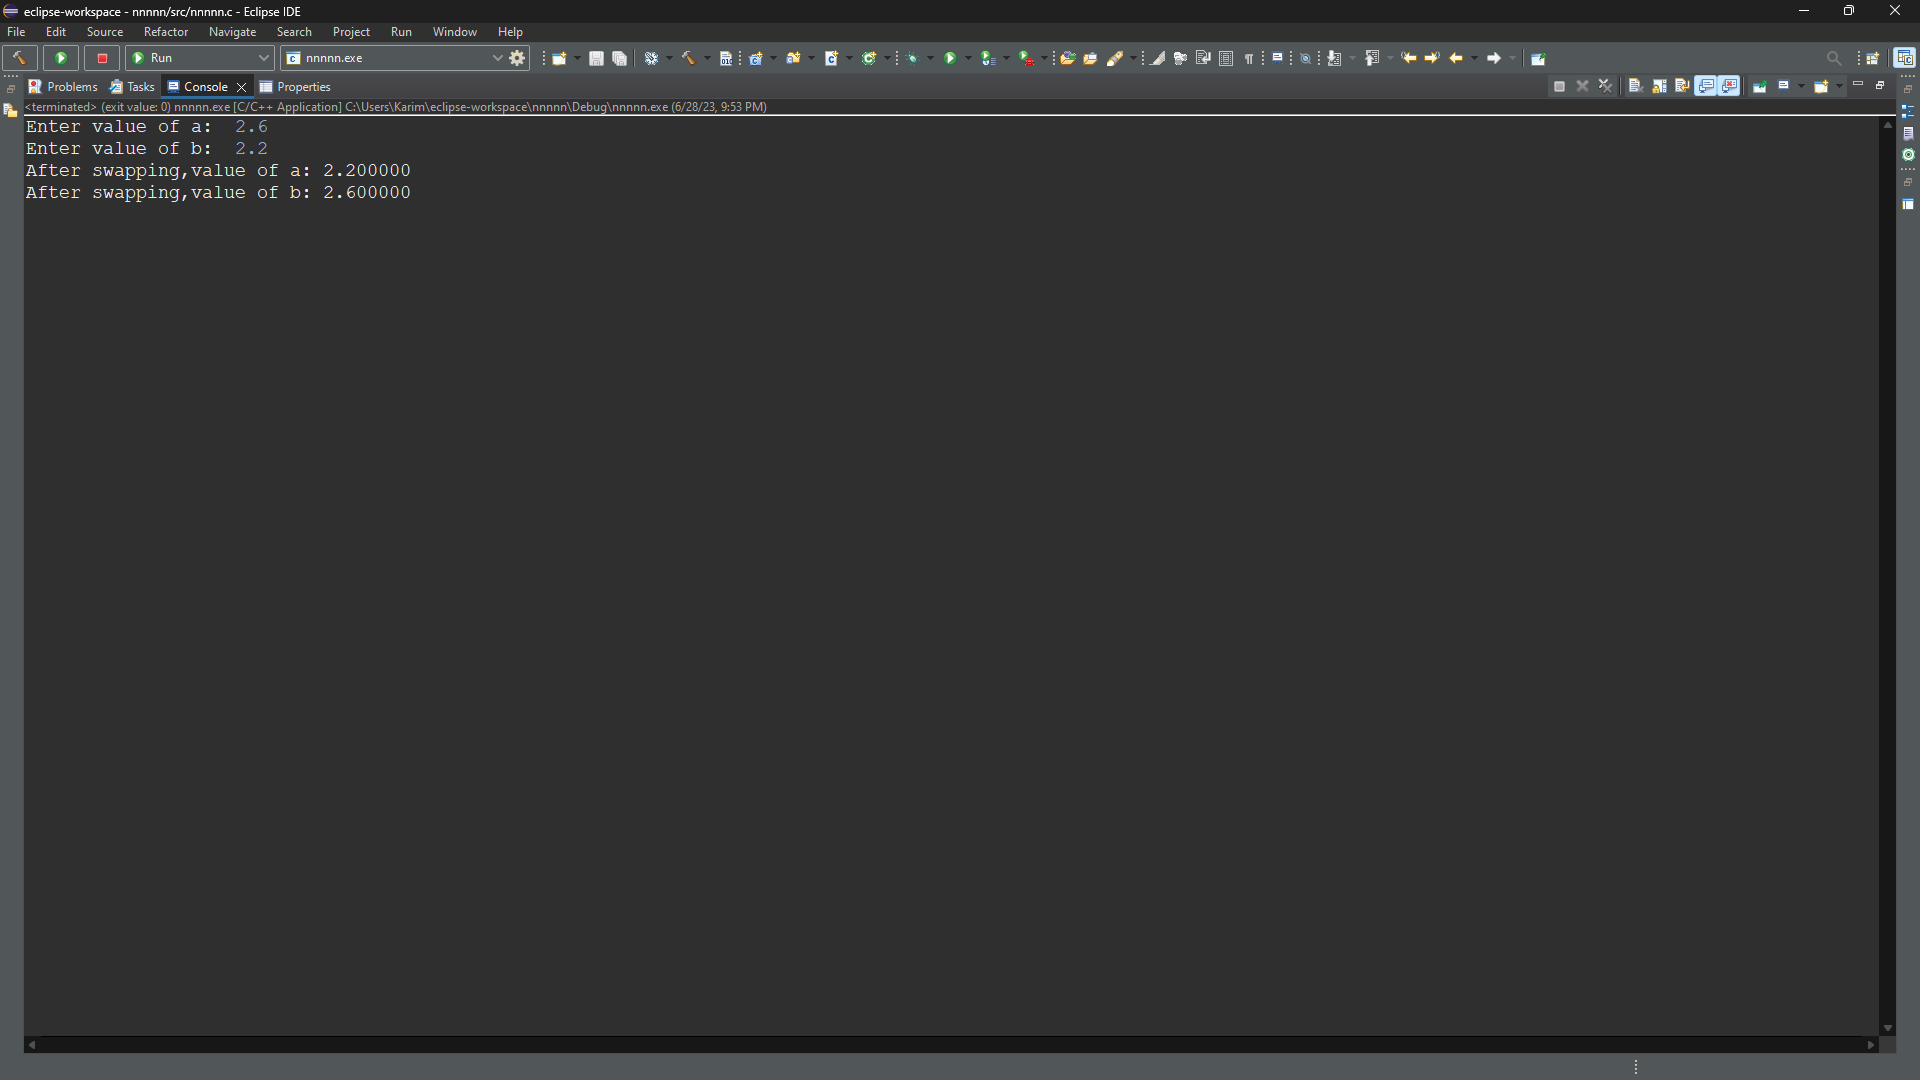 eclipse-workspace - nnnnn/src/nnnnn.c - Eclipse IDE
File Edit Source Refactor Navigate Search Project Run Window Help
Run nnnnn.exe
Problems Tasks Console Properties
<terminated> (exit value: 0) nnnnn.exe [C/C++ Application] C:\Users\Karim\eclipse-workspace\nnnnn\Debug\nnnnn.exe (6/28/23, 9:53 PM)
Enter value of a: 2.6
Enter value of b: 2.2
After swapping,value of a: 2.200000
After swapping,value of b: 2.600000